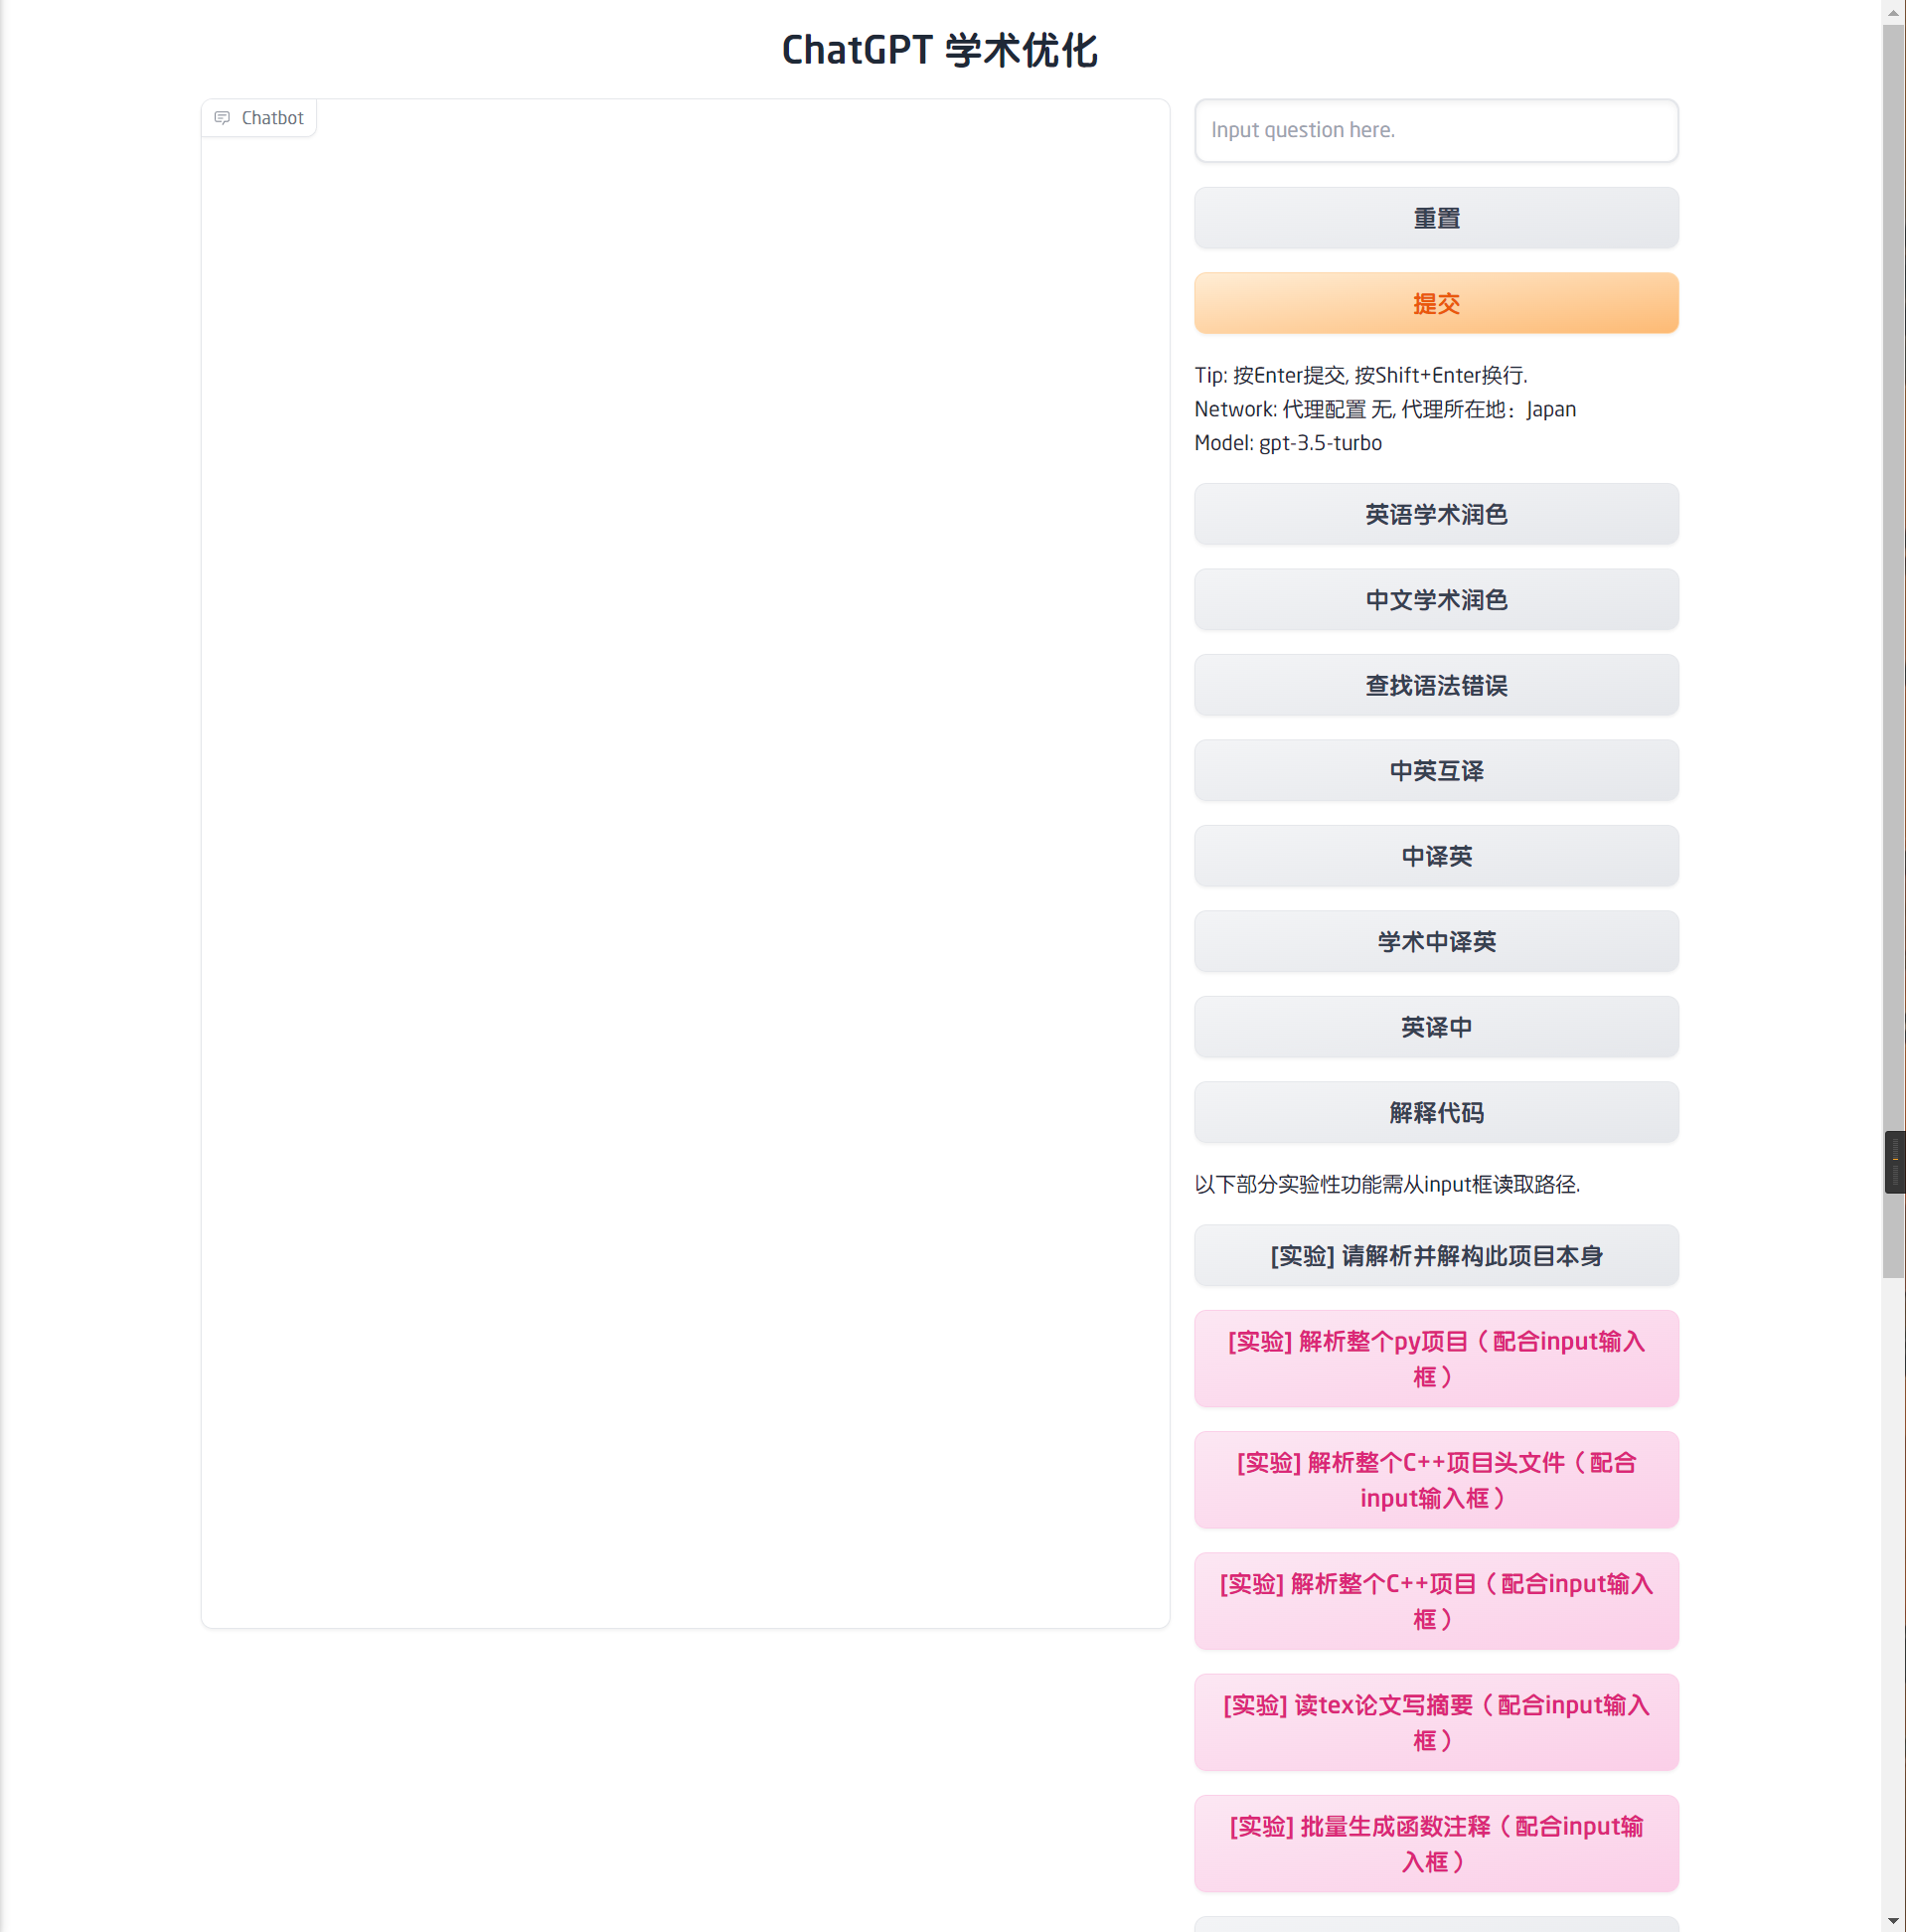 ChatGPT 学术优化
Chatbot
Input question here.
重置
提交
Tip: 按Enter提交, 按Shift+Enter换行.
Network: 代理配置 无, 代理所在地：Japan
Model: gpt-3.5-turbo
英语学术润色
中文学术润色
查找语法错误
中英互译
中译英
学术中译英
英译中
解释代码
以下部分实验性功能需从input框读取路径.
[实验] 请解析并解构此项目本身
[实验] 解析整个py项目（配合input输入
框）
[实验] 解析整个C++项目头文件（配合
input输入框）
[实验] 解析整个C++项目（配合input输入
框）
[实验] 读tex论文写摘要（配合input输入
框）
[实验] 批量生成函数注释（配合input输
入框）